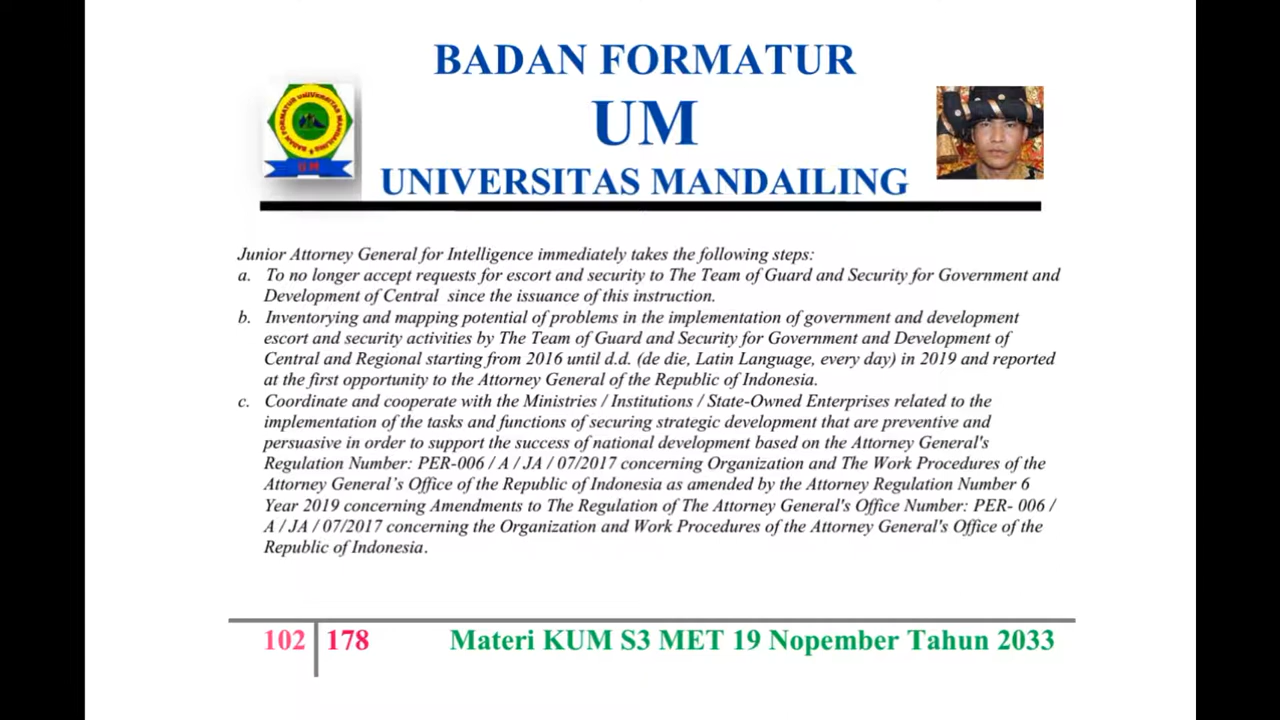 BADAN FORMATUR
UM
UNIVERSITAS MANDAILING
BADAN FORMATUR UNIVERSITAS MANDAILING
U M
Junior Attorney General for Intelligence immediately takes the following steps:
a. To no longer accept requests for escort and security to The Team of Guard and Security for Government and
Development of Central since the issuance of this instruction.
b. Inventorying and mapping potential of problems in the implementation of government and development
escort and security activities by The Team of Guard and Security for Government and Development of
Central and Regional starting from 2016 until d.d. (de die, Latin Language, every day) in 2019 and reported
at the first opportunity to the Attorney General of the Republic of Indonesia.
c. Coordinate and cooperate with the Ministries / Institutions / State-Owned Enterprises related to the
implementation of the tasks and functions of securing strategic development that are preventive and
persuasive in order to support the success of national development based on the Attorney General's
Regulation Number: PER-006 / A / JA / 07/2017 concerning Organization and The Work Procedures of the
Attorney General’s Office of the Republic of Indonesia as amended by the Attorney Regulation Number 6
Year 2019 concerning Amendments to The Regulation of The Attorney General's Office Number: PER- 006 /
A / JA / 07/2017 concerning the Organization and Work Procedures of the Attorney General's Office of the
Republic of Indonesia.
102 178 Materi KUM S3 MET 19 Nopember Tahun 2033